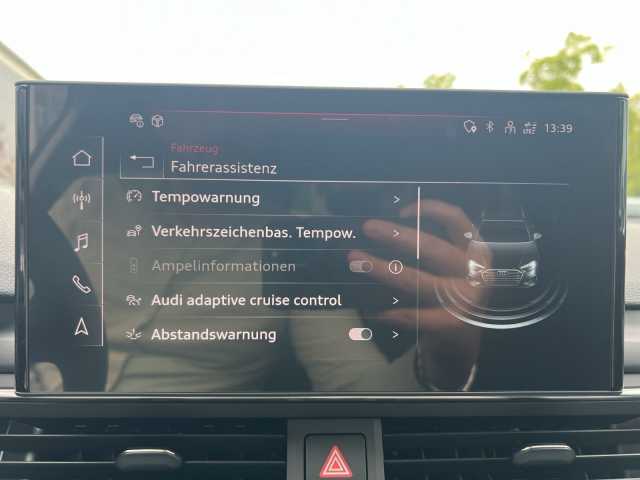 13:39
Fahrzeug
Fahrerassistenz
Tempowarnung
Verkehrszeichenbas. Tempow.
Ampelinformationen
Audi adaptive cruise control
Abstandswarnung